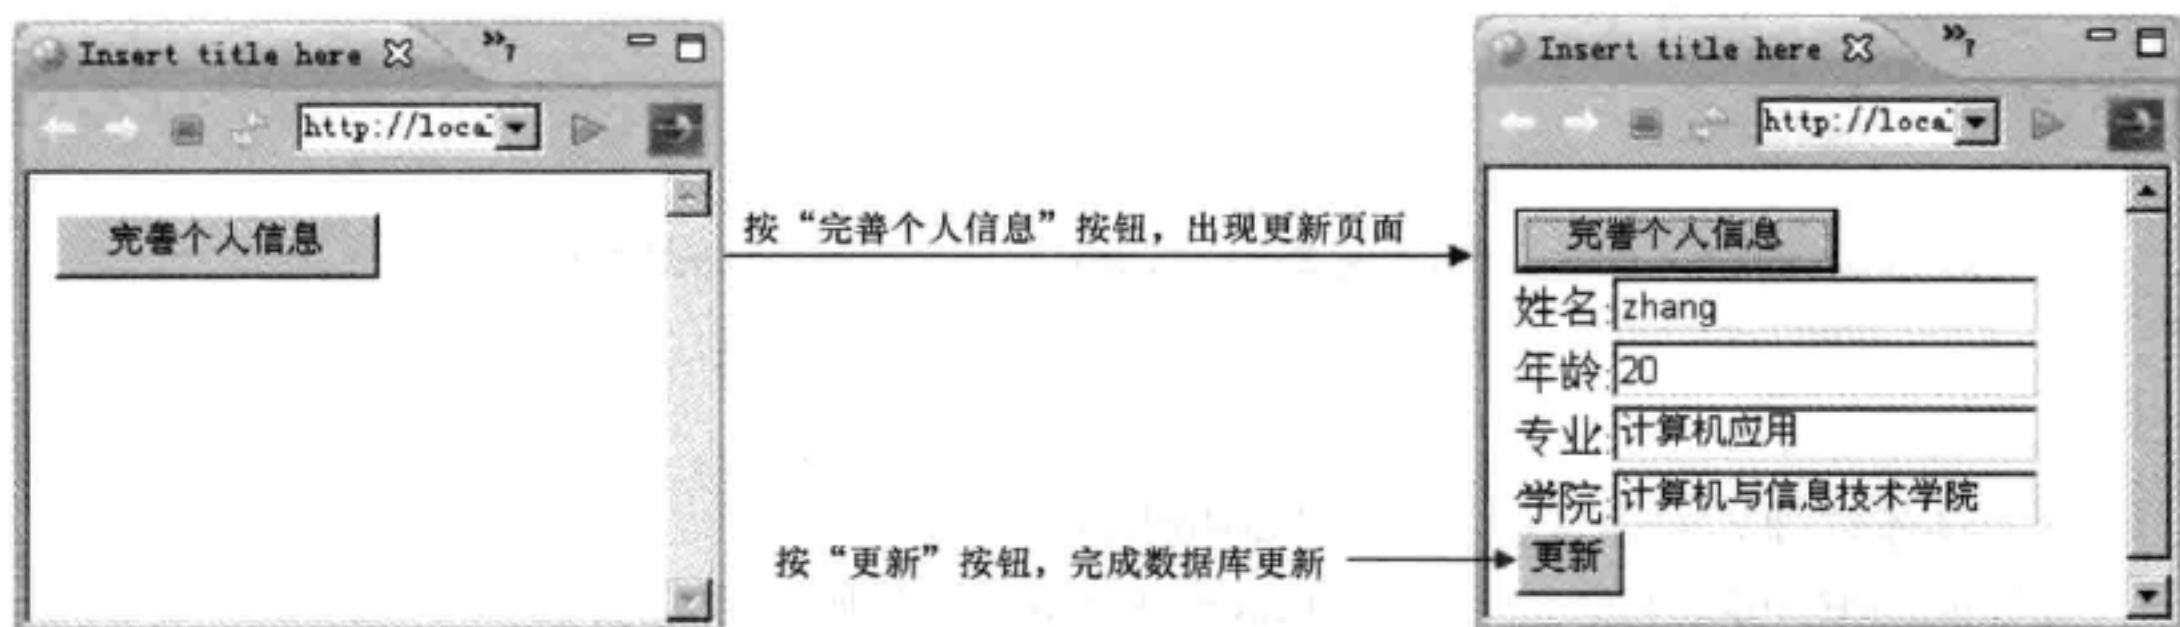 Insert title here
»7
http://loca
完善个人信息
按“完善个人信息”按钮，出现更新页面
按“更新”按钮，完成数据库更新
Insert title here
»7
http://loca
完善个人信息
姓名:zhang
年龄:20
专业:计算机应用
学院:计算机与信息技术学院
更新